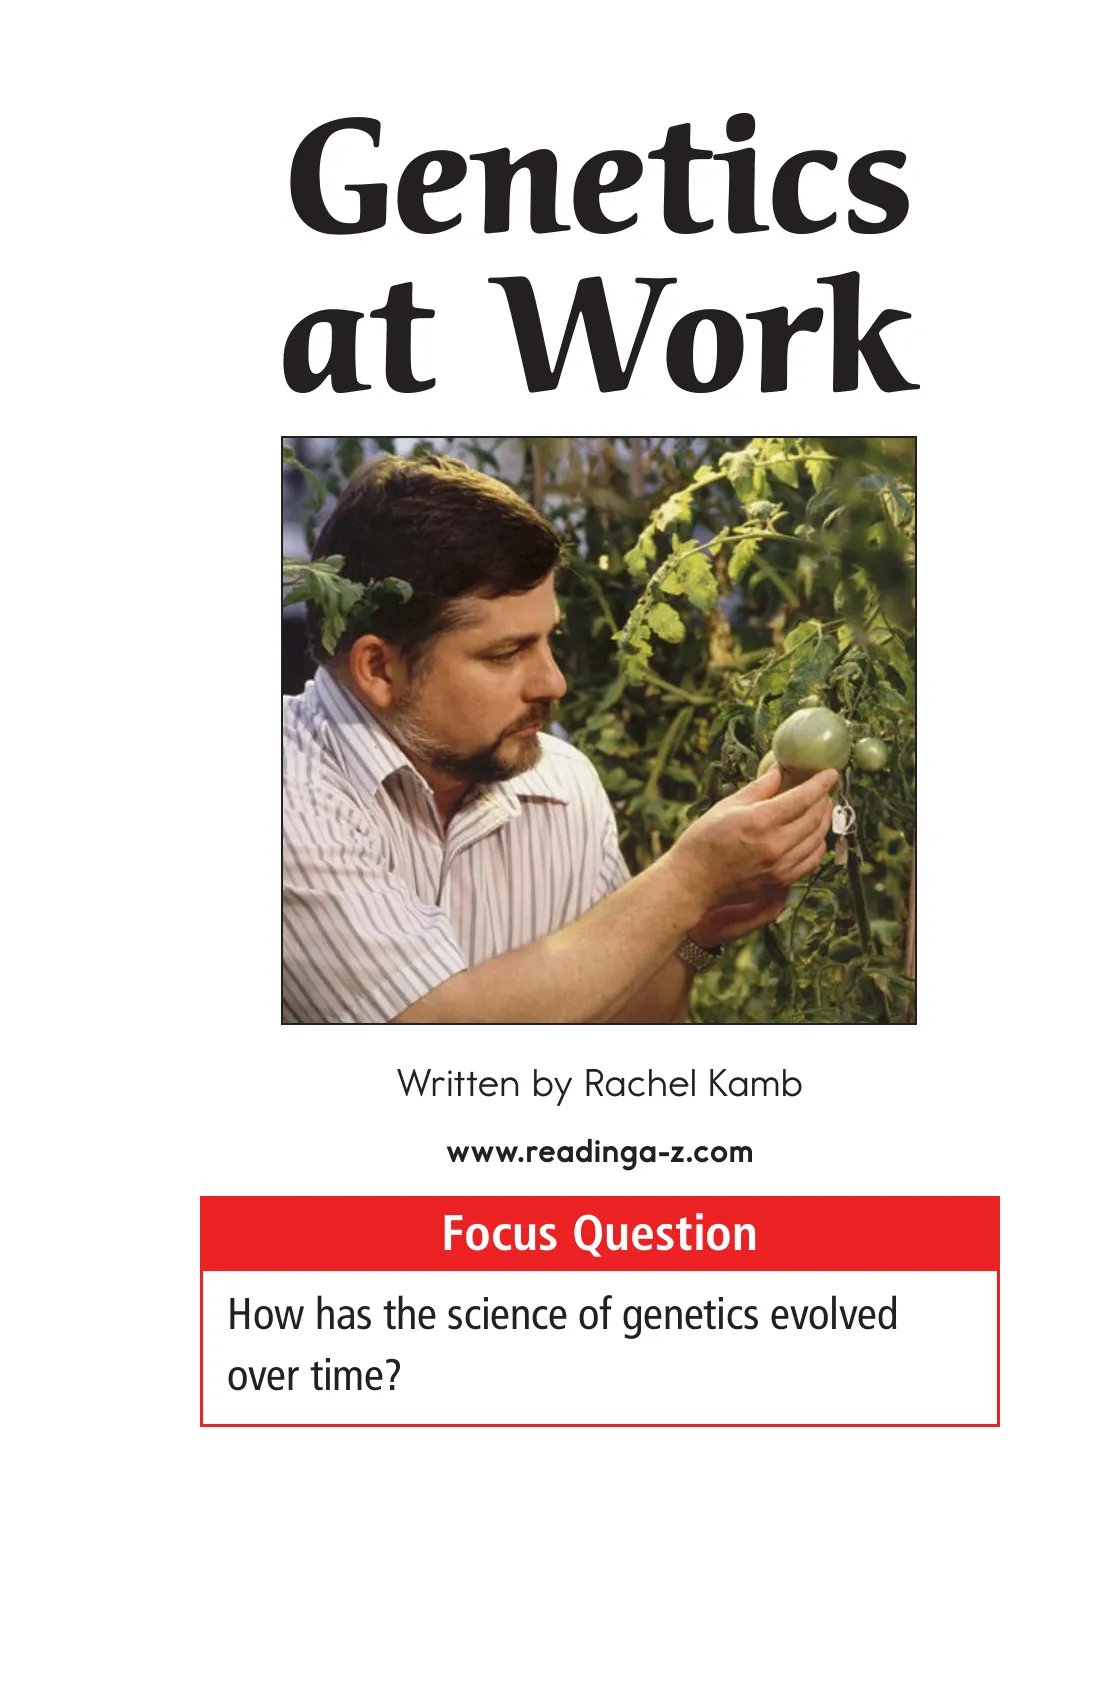 Genetics
at Work
Written by Rachel Kamb
www.readinga-z.com
Focus Question
How has the science of genetics evolved
over time?